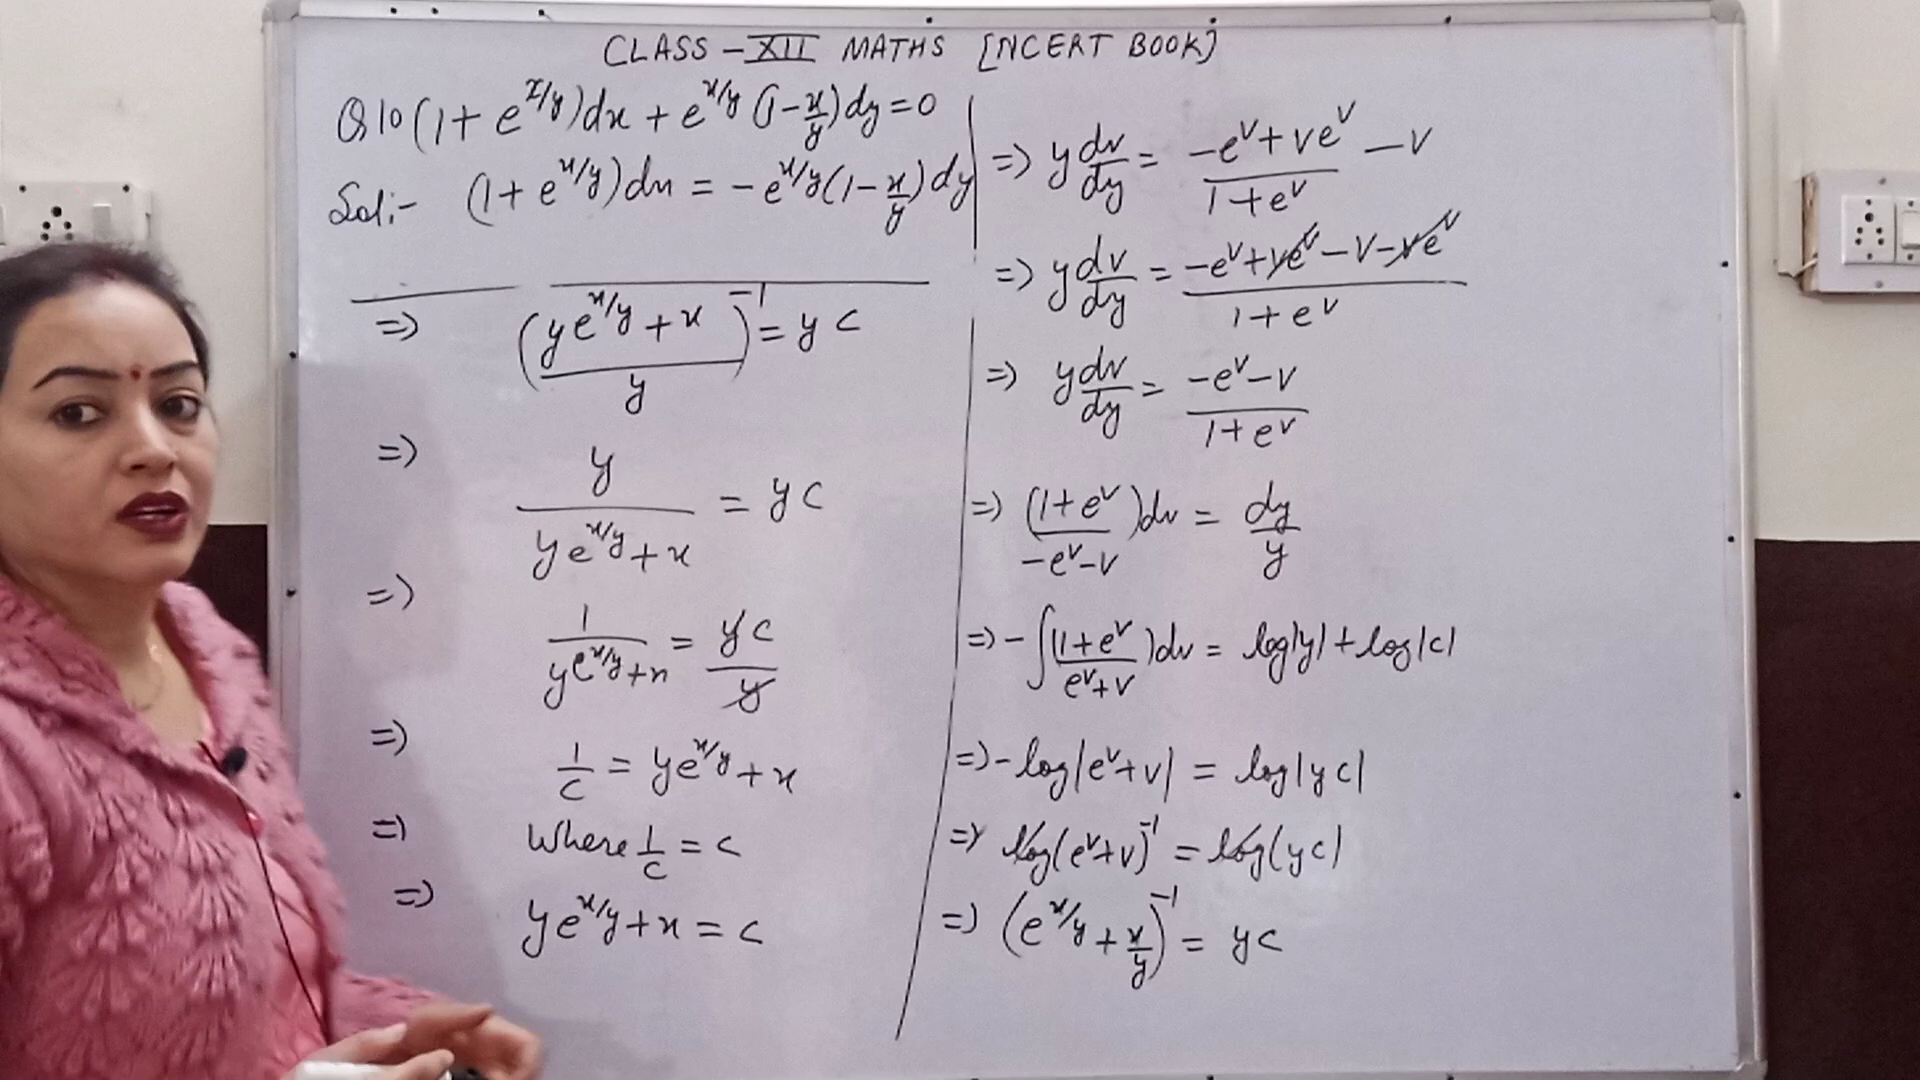 CLASS - XII MATHS [NCERT BOOK]
Q10 (1 + e^{x/y})dx + e^{x/y} (1 - x/y)dy = 0
Sol:- (1 + e^{x/y})dx = - e^{x/y}(1 - x/y)dy
=> ((ye^{x/y} + x)/y)^{-1} = yc
=> y/(ye^{x/y} + x) = yc
=> 1/(ye^{x/y} + x) = yc/y
=> 1/c = ye^{x/y} + x
=> Where 1/c = c
=> ye^{x/y} + x = c
=> y dv/dy = (-e^v + ve^v)/(1 + e^v) - v
=> y dv/dy = (-e^v + ve^v - v - ve^v)/(1 + e^v)
=> y dv/dy = (-e^v - v)/(1 + e^v)
=> ((1 + e^v)/(-e^v - v))dv = dy/y
=> - ∫((1 + e^v)/(e^v + v))dv = log|y| + log|c|
=> - log|e^v + v| = log|yc|
=> log(e^v + v)^{-1} = log(yc|
=> (e^{x/y} + x/y)^{-1} = yc